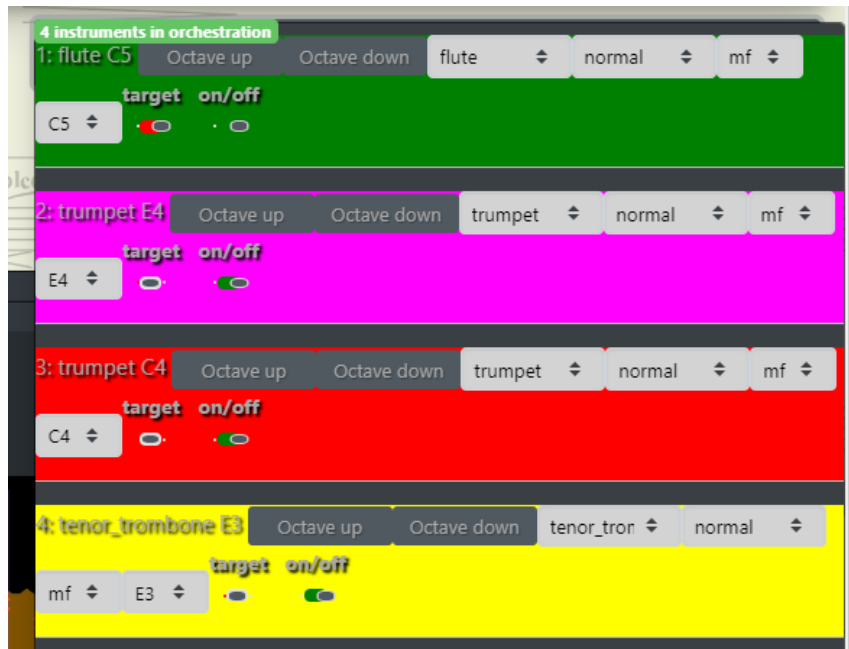 4 instruments in orchestration
1: flute C5 Octave up Octave down flute normal mf
target on/off
C5
2: trumpet E4 Octave up Octave down trumpet normal mf
target on/off
E4
3: trumpet C4 Octave up Octave down trumpet normal mf
target on/off
C4
4: tenor_trombone E3 Octave up Octave down tenor_tron normal
target on/off
mf E3